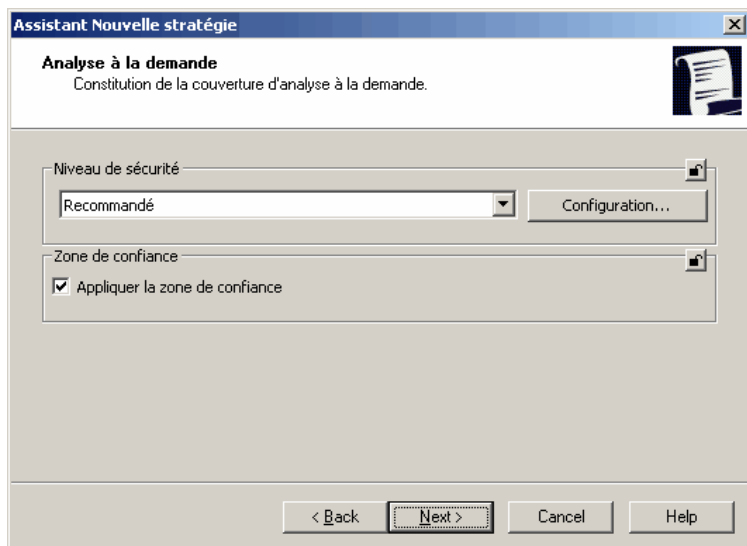 Assistant Nouvelle stratégie
Analyse à la demande
Constitution de la couverture d'analyse à la demande.
Niveau de sécurité
Recommandé
Configuration...
Zone de confiance
Appliquer la zone de confiance
< Back
Next >
Cancel
Help